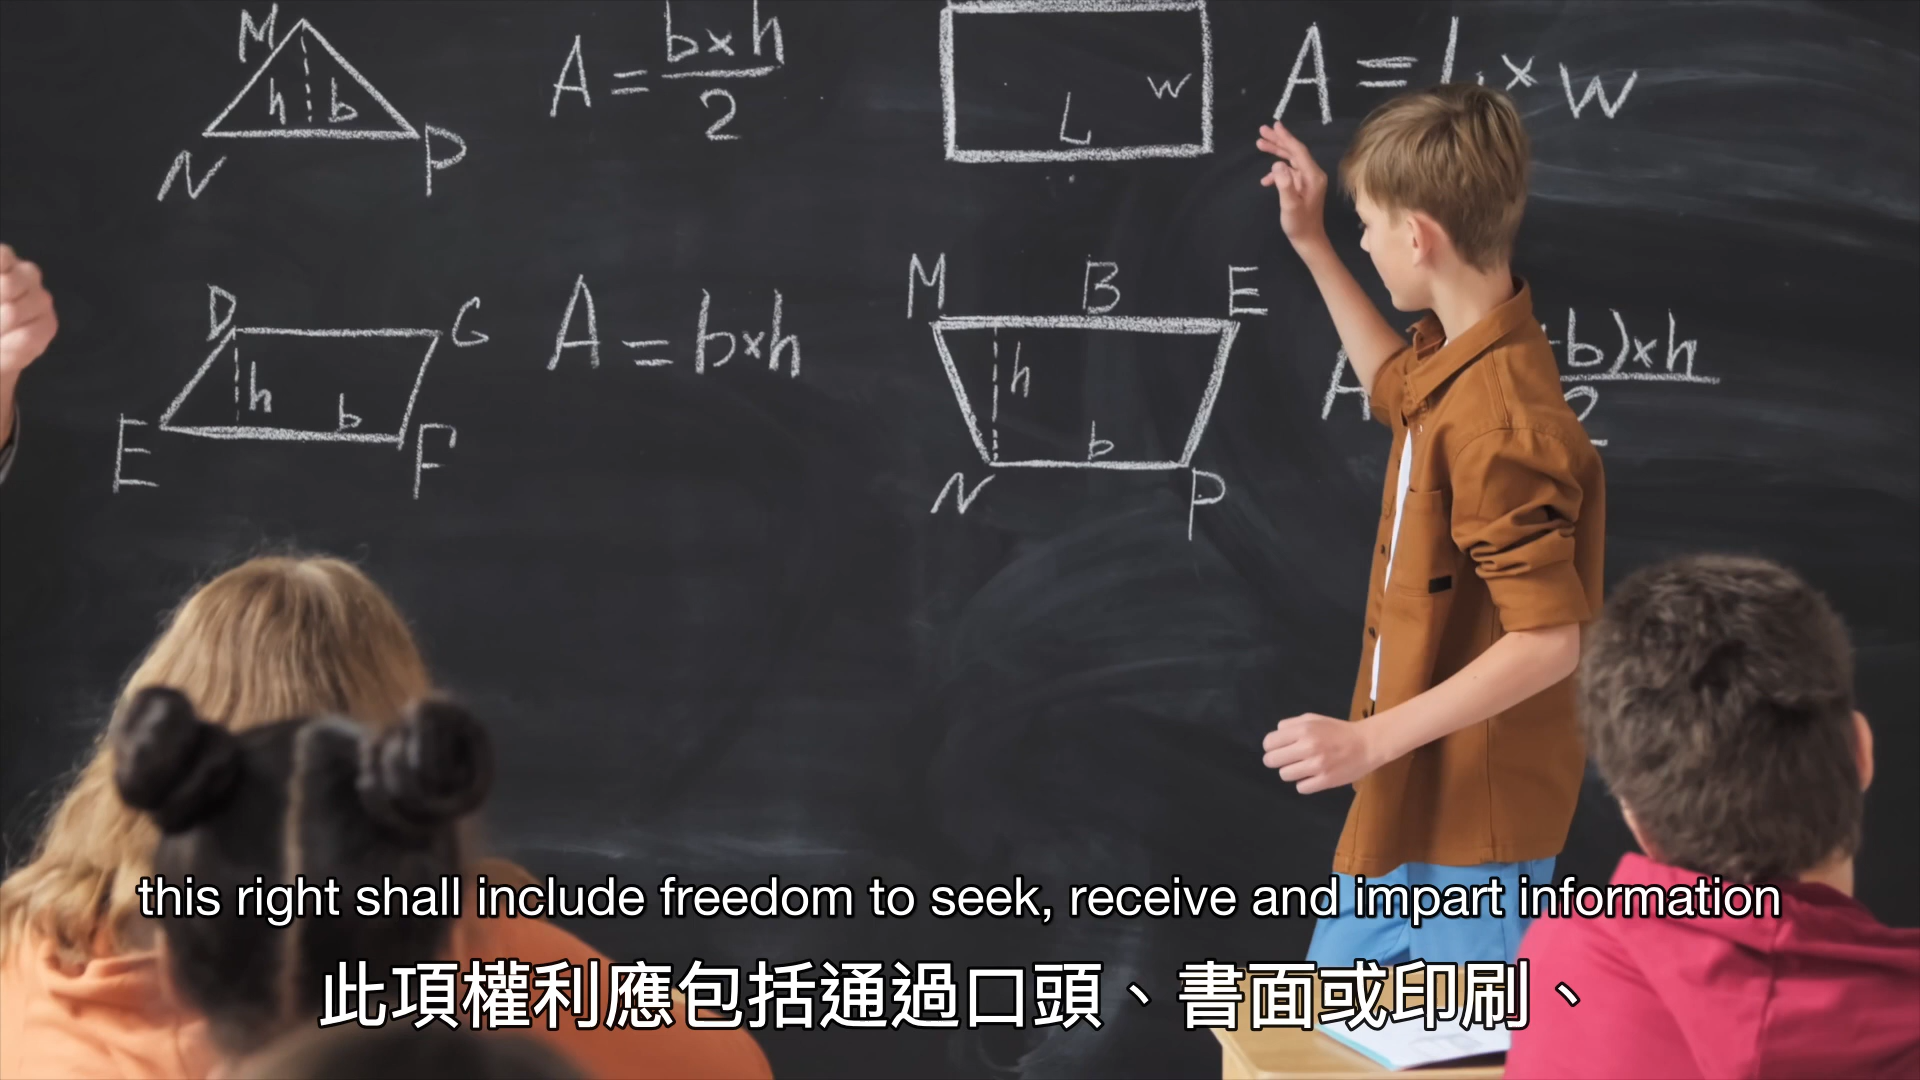 M
h b
N P
A = b×h
2
L w
A = L × w
D G
h b
E F
A = b×h
M B E
h
b
N P
A
b)×h
2
this right shall include freedom to seek, receive and impart information
此項權利應包括通過口頭、書面或印刷、